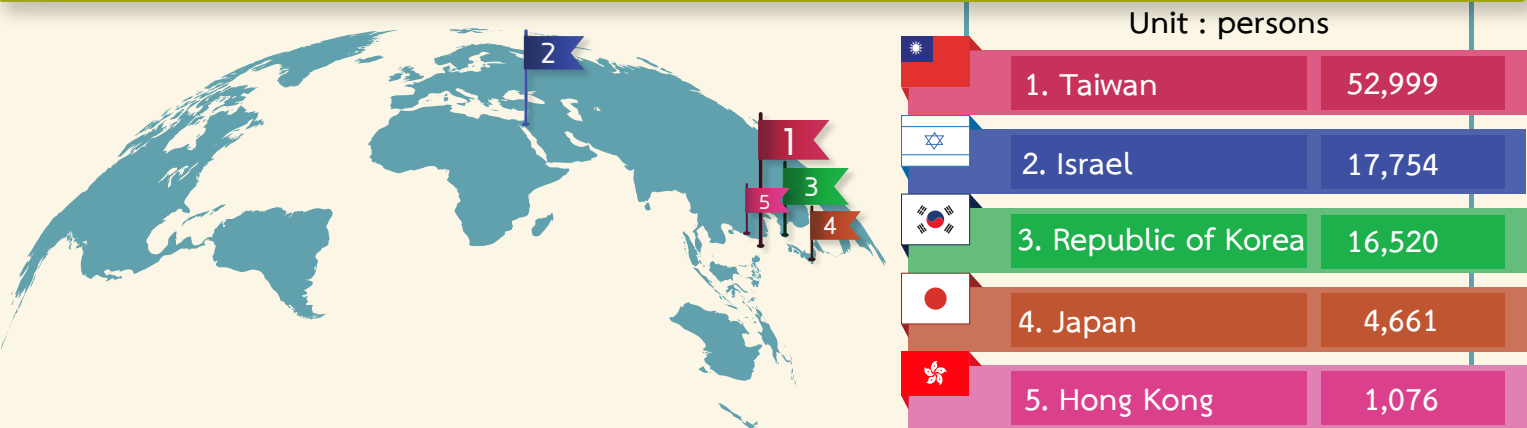 Unit : persons
1. Taiwan 52,999
2. Israel 17,754
3. Republic of Korea 16,520
4. Japan 4,661
5. Hong Kong 1,076
2
1
3
5
4